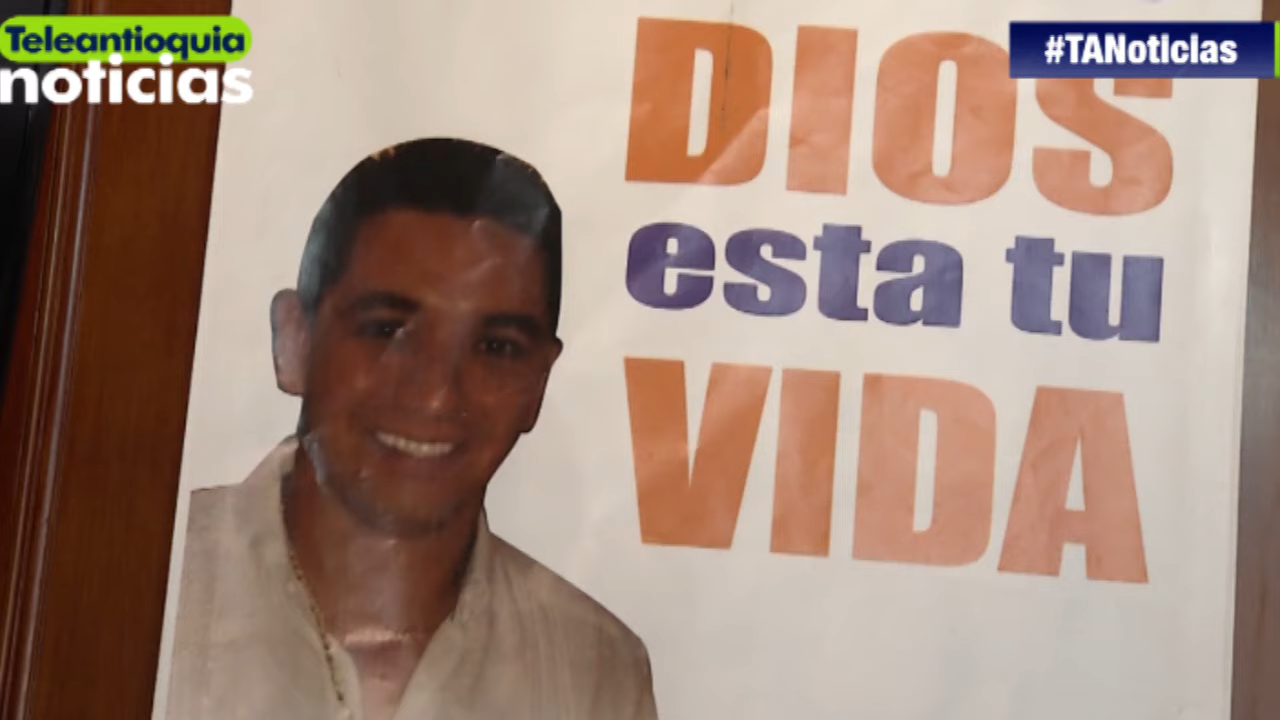 Teleantioquia
noticias
#TANoticias
DIOS
esta tu
VIDA